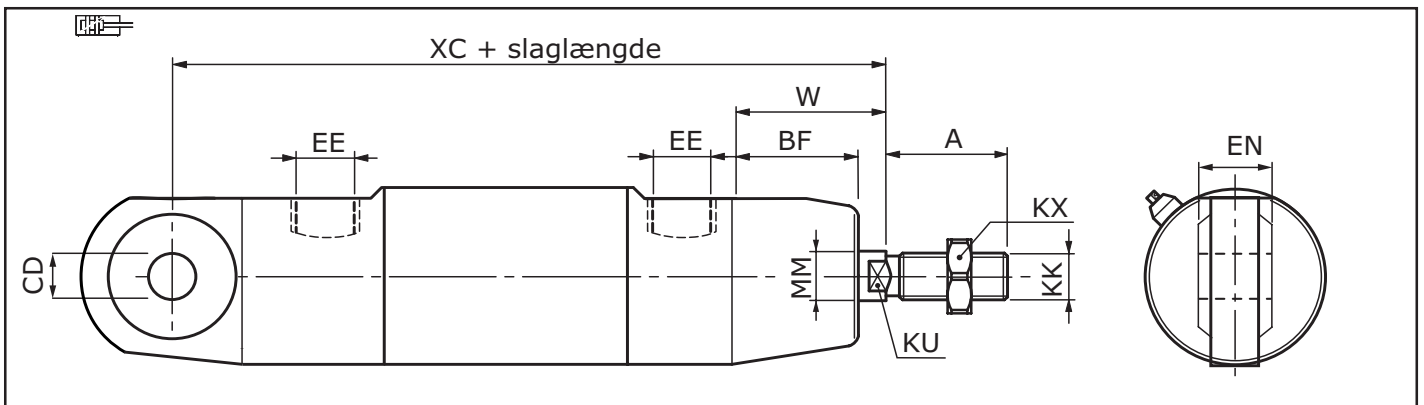 XC + slaglængde
W
EE
EE
BF
A
EN
KX
CD
MM
KK
KU